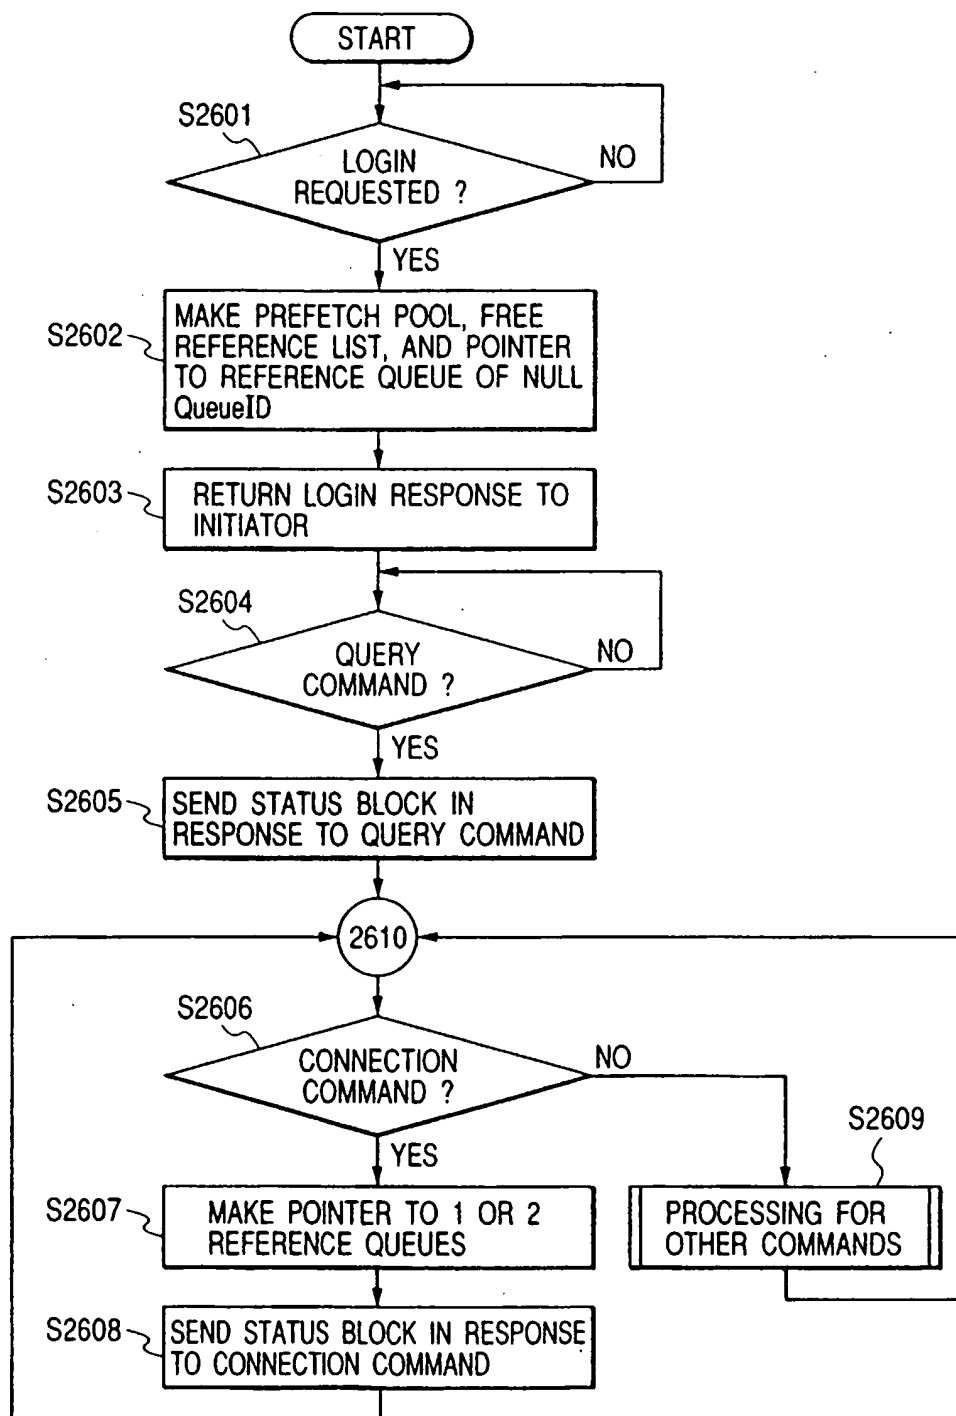 START
S2601
LOGIN
REQUESTED ?
NO
YES
S2602
MAKE PREFETCH POOL, FREE
REFERENCE LIST, AND POINTER
TO REFERENCE QUEUE OF NULL
QueueID
S2603
RETURN LOGIN RESPONSE TO
INITIATOR
S2604
QUERY
COMMAND ?
NO
YES
S2605
SEND STATUS BLOCK IN
RESPONSE TO QUERY COMMAND
2610
S2606
CONNECTION
COMMAND ?
NO
YES
S2609
PROCESSING FOR
OTHER COMMANDS
S2607
MAKE POINTER TO 1 OR 2
REFERENCE QUEUES
S2608
SEND STATUS BLOCK IN RESPONSE
TO CONNECTION COMMAND